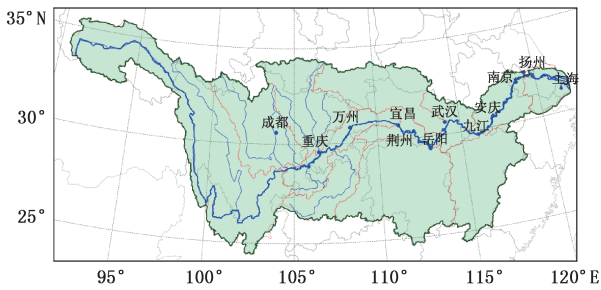 35°N
30°
25°
扬州
南京
上海
万州
宜昌
武汉
安庆
成都
重庆
荆州
岳阳
九江
95°
100°
105°
110°
115°
120°E